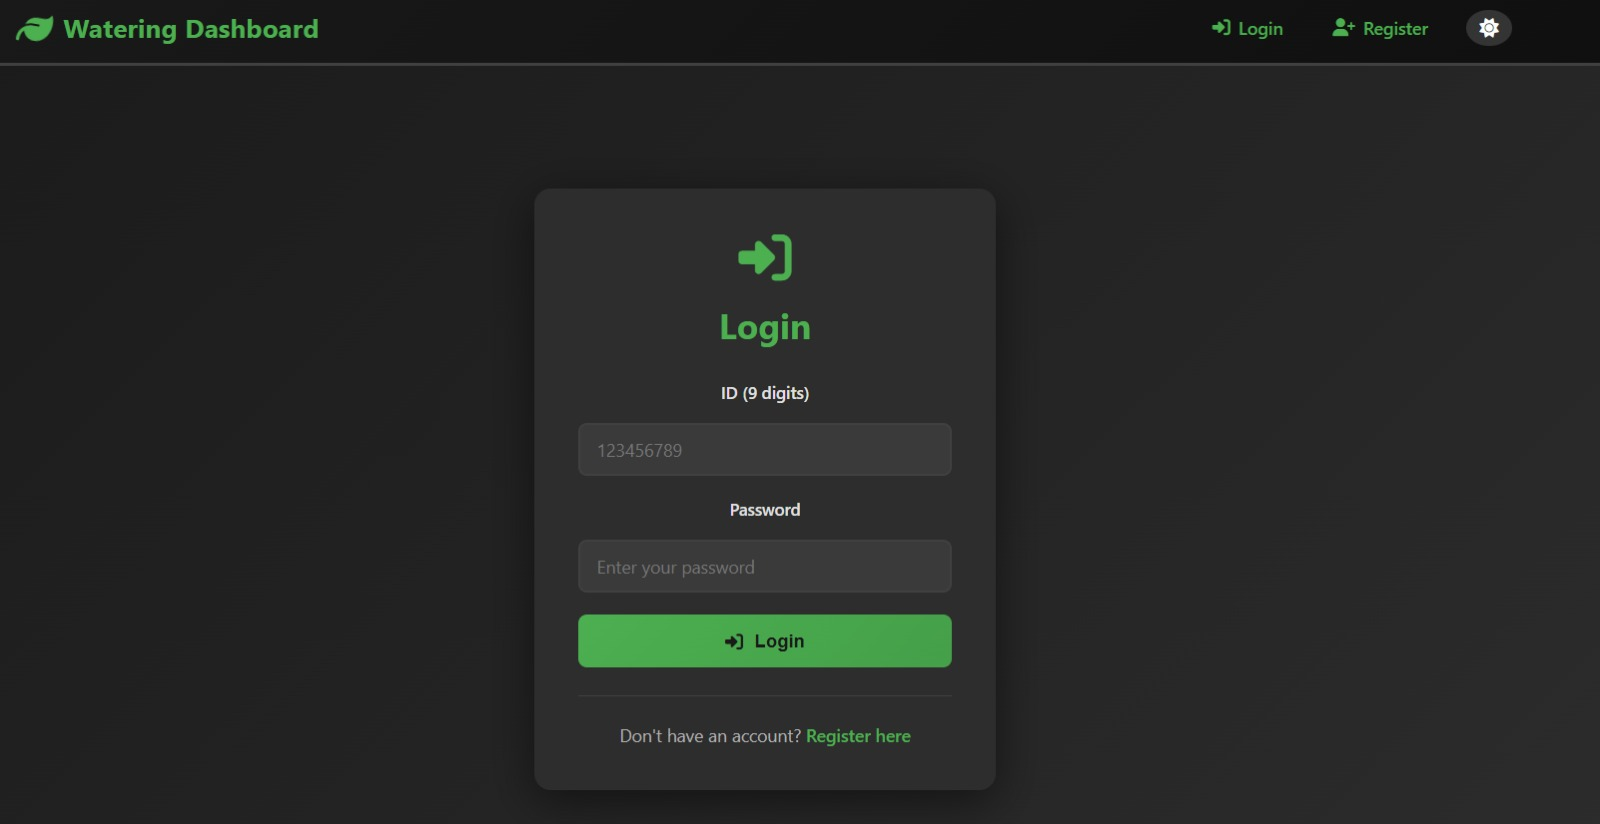 Watering Dashboard
Login
Register
Login
ID (9 digits)
123456789
Password
Enter your password
Login
Don't have an account? Register here